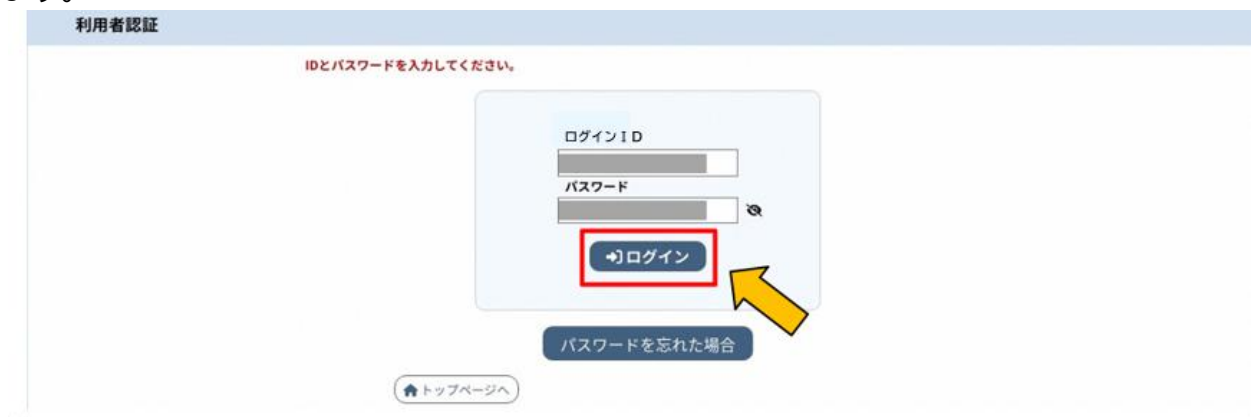 ます。
利用者認証
IDとパスワードを入力してください。
ログインＩＤ
パスワード
ログイン
パスワードを忘れた場合
トップページへ